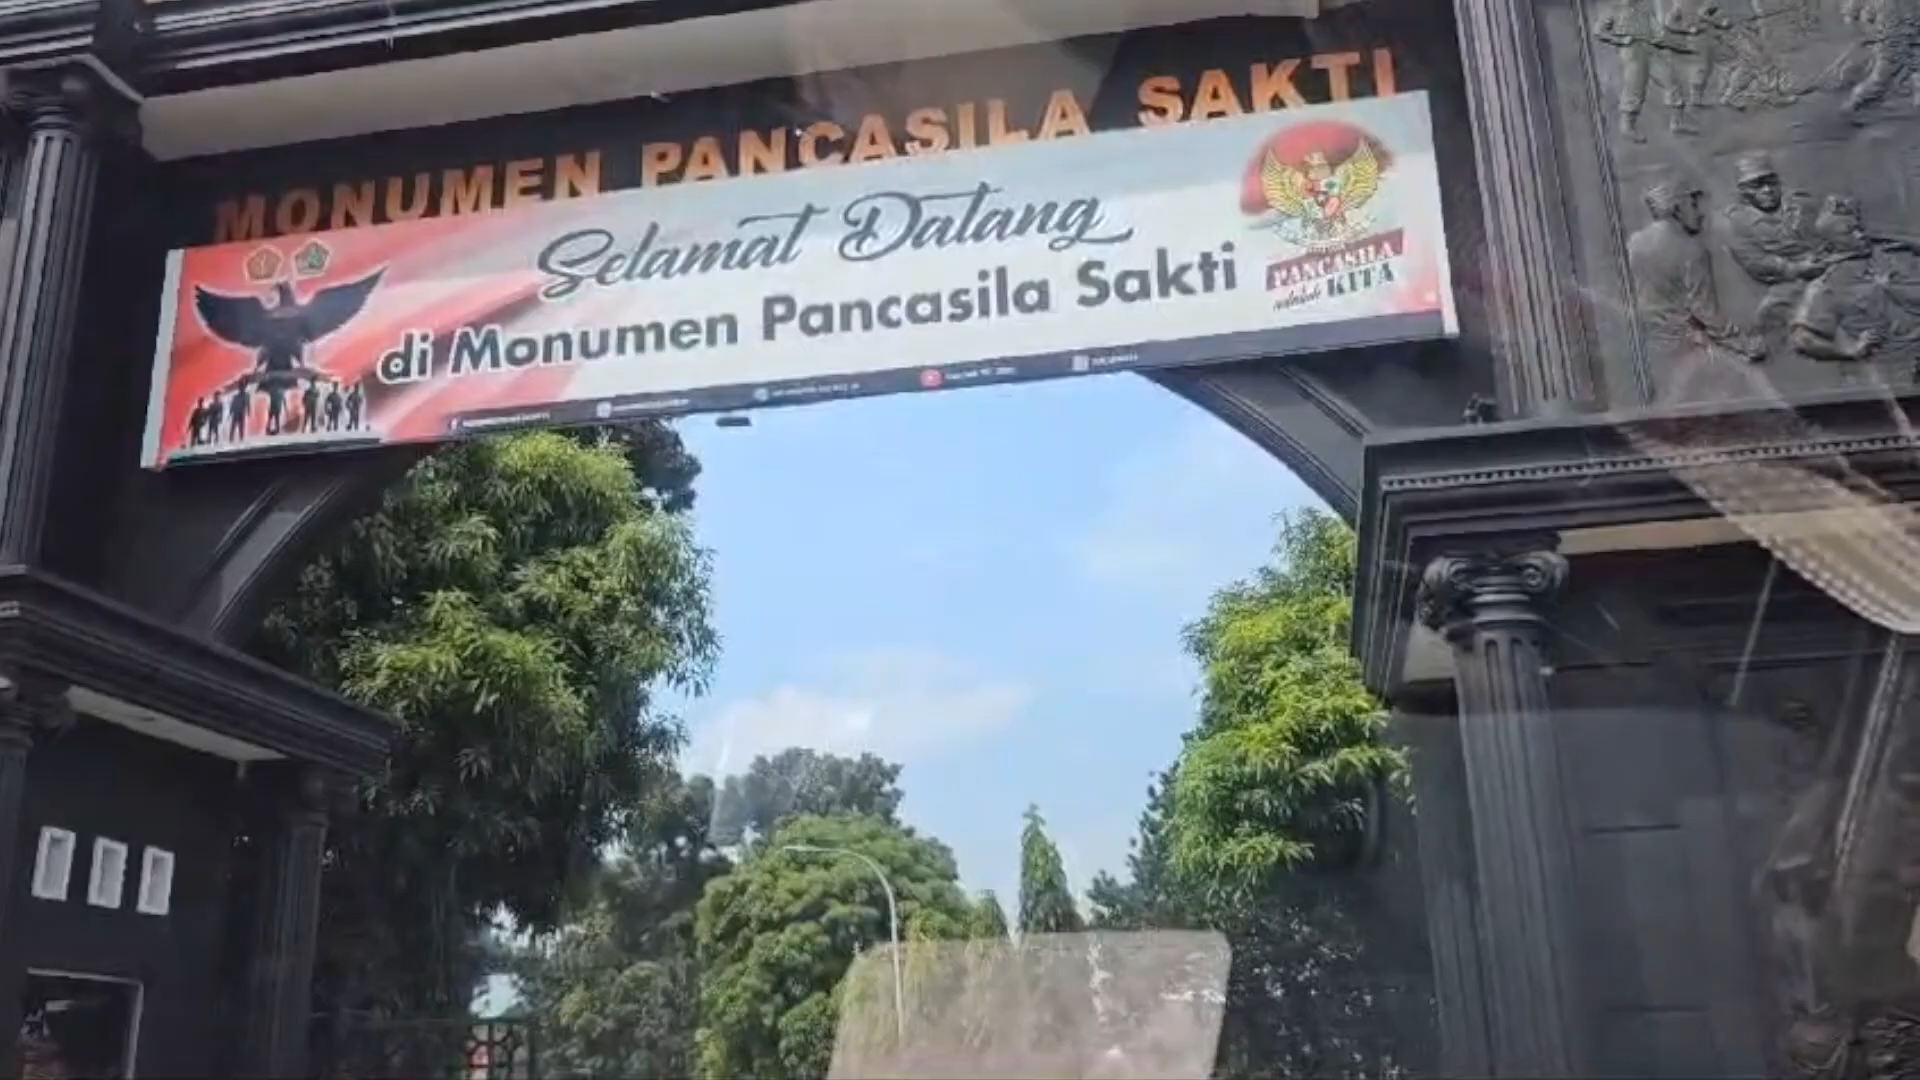 MONUMEN PANCASILA SAKTI
Selamat Datang
di Monumen Pancasila Sakti
PANCASILA
KITA